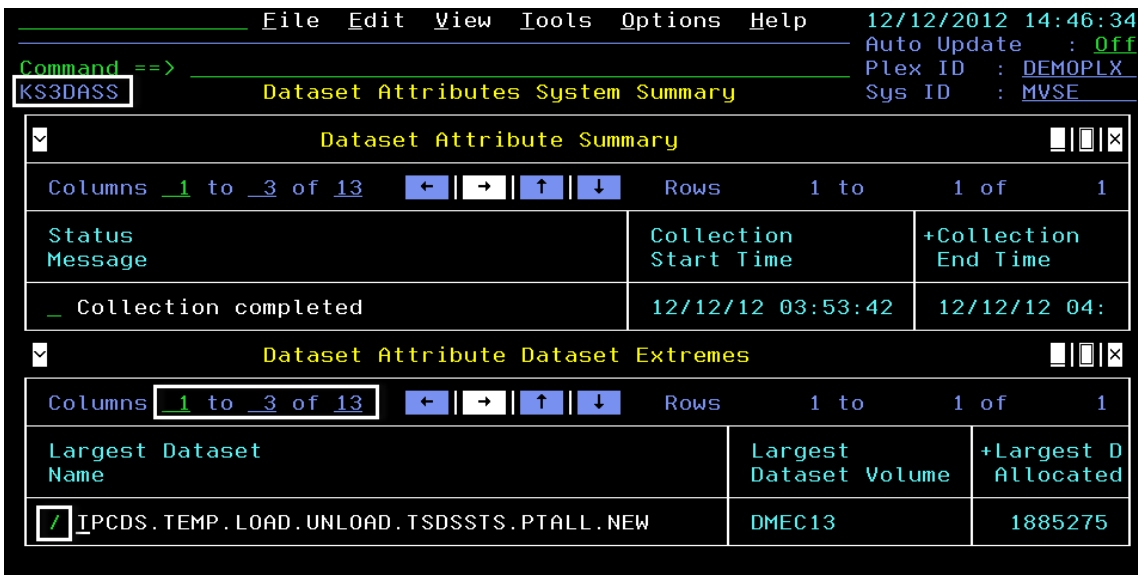 File Edit View Tools Options Help 12/12/2012 14:46:34
Auto Update : Off
Command ==> Plex ID : DEMOPLX
KS3DASS Dataset Attributes System Summary Sys ID : MVSE
Dataset Attribute Summary
Columns 1 to 3 of 13 ← | → | ↑ | ↓ Rows 1 to 1 of 1
Status Collection +Collection
Message Start Time End Time
_ Collection completed 12/12/12 03:53:42 12/12/12 04:
Dataset Attribute Dataset Extremes
Columns 1 to 3 of 13 ← | → | ↑ | ↓ Rows 1 to 1 of 1
Largest Dataset Largest +Largest D
Name Dataset Volume Allocated
/ TPCDS.TEMP.LOAD.UNLOAD.TSDSSTS.PTALL.NEW DMEC13 1885275